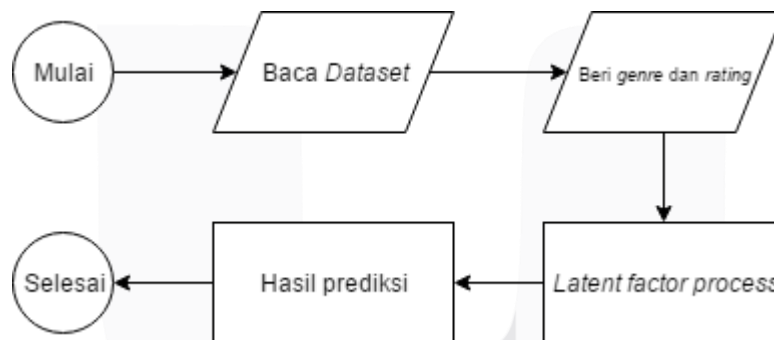 Mulai
Baca Dataset
Beri genre dan rating
Selesai
Hasil prediksi
Latent factor process